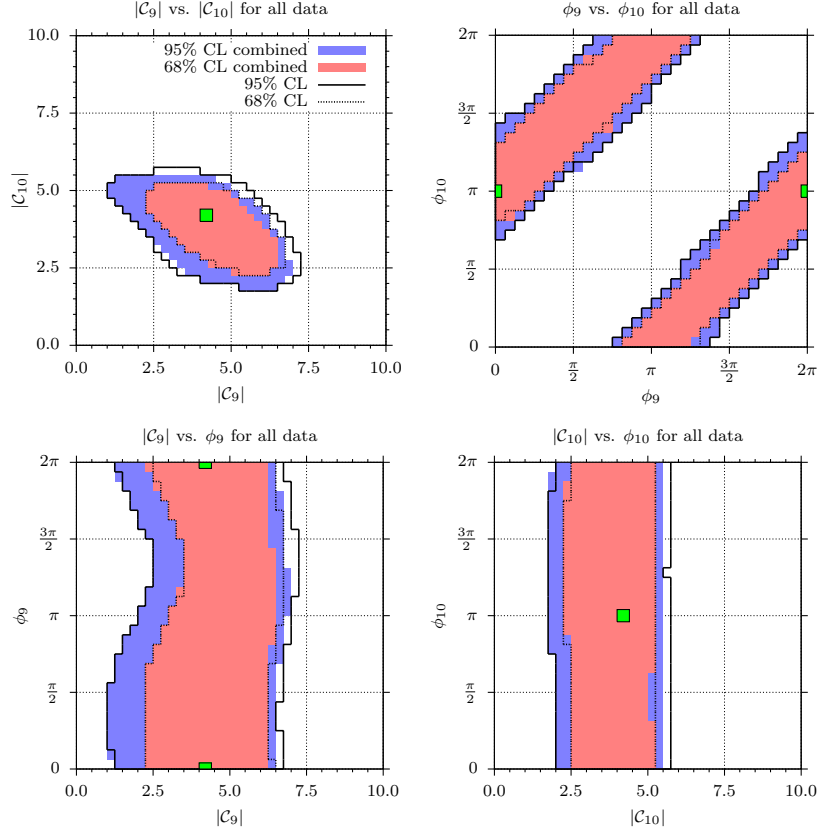 |𝒞₉| vs. |𝒞₁₀| for all data
10.0
7.5
5.0
2.5
0.0
|𝒞₁₀|
95% CL combined
68% CL combined
95% CL
68% CL
0.0 2.5 5.0 7.5 10.0
|𝒞₉|
ϕ₉ vs. ϕ₁₀ for all data
2π
3π/2
π
π/2
0
ϕ₁₀
0 π/2 π 3π/2 2π
ϕ₉
|𝒞₉| vs. ϕ₉ for all data
2π
3π/2
π
π/2
0
ϕ₉
0.0 2.5 5.0 7.5 10.0
|𝒞₉|
|𝒞₁₀| vs. ϕ₁₀ for all data
2π
3π/2
π
π/2
0
ϕ₁₀
0.0 2.5 5.0 7.5 10.0
|𝒞₁₀|